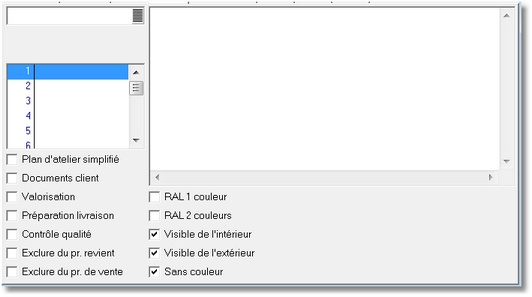 1
2
3
4
5
6
Plan d'atelier simplifié
Documents client
Valorisation
RAL 1 couleur
Préparation livraison
RAL 2 couleurs
Contrôle qualité
Visible de l'intérieur
Exclure du pr. revient
Visible de l'extérieur
Exclure du pr. de vente
Sans couleur